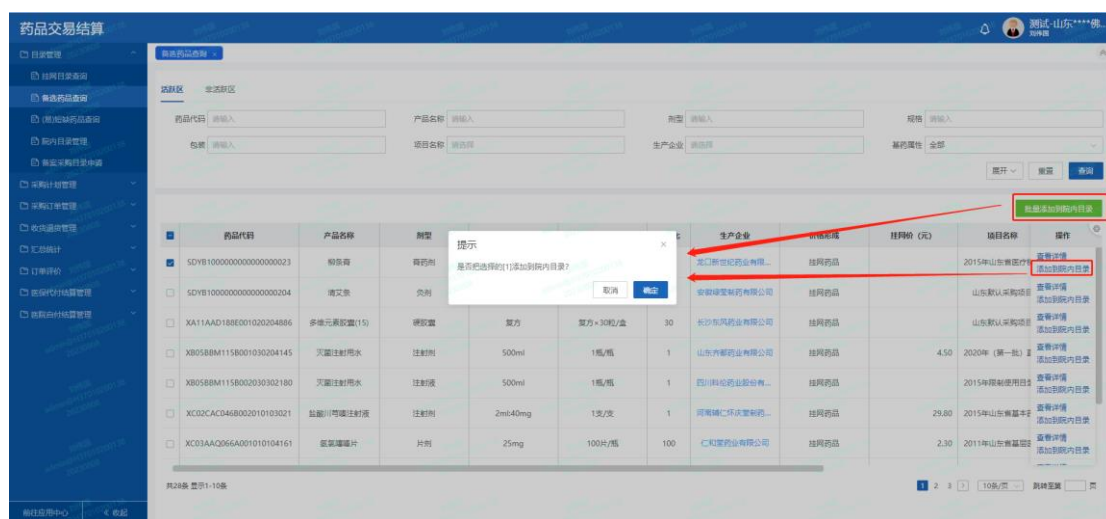 药品交易结算
测试-山东****佛...
目录管理
备选药品查询 ×
挂网目录查询
备选药品查询
(易)短缺药品查询
院内目录管理
备案采购目录申请
采购计划管理
采购订单管理
收货退货管理
汇总统计
订单评价
医保代付结算管理
医院自付结算管理
前往应用中心 < 收起
活跃区 非活跃区
药品代码 请输入 产品名称 请输入 剂型 请输入 规格 请输入
包装 请输入 项目名称 请选择 生产企业 请选择 基药属性 全部
展开 重置 查询
批量添加到院内目录
药品代码 产品名称 剂型 生产企业 价格形成 挂网价 (元) 项目名称 操作
SDYB1000000000000000023 膏药剂 龙口新世纪药业有限... 挂网药品 2015年山东省医疗 查看详情
添加到院内目录
SDYB1000000000000000204 清艾条 灸剂 安徽绿萱制药有限公司 挂网药品 山东默认采购项目 查看详情
添加到院内目录
XA11AAD188E001020204886 多维元素胶囊(15) 硬胶囊 复方 复方×30粒/盒 30 长沙东风药业有限公司 挂网药品 山东默认采购项目 查看详情
添加到院内目录
XB05BBM115B001030204145 灭菌注射用水 注射剂 500ml 1瓶/瓶 1 山东齐都药业有限公司 挂网药品 4.50 2020年（第一批） 查看详情
添加到院内目录
XB05BBM115B002030302180 灭菌注射用水 注射液 500ml 1瓶/瓶 1 四川科伦药业股份有... 挂网药品 2015年限制使用目 查看详情
添加到院内目录
XC02CAC046B002010103021 盐酸川芎嗪注射液 注射剂 2ml:40mg 1支/支 1 河南辅仁怀庆堂制药... 挂网药品 29.80 2015年山东省基本药 查看详情
添加到院内目录
XC03AAQ066A001010104161 氢氯噻嗪片 片剂 25mg 100片/瓶 100 仁和堂药业有限公司 挂网药品 2.30 2011年山东省基层 查看详情
添加到院内目录
提示 ×
是否把选择的[1]添加到院内目录?
取消 确定
共28条 显示1-10条 1 2 3 > 10条/页 跳转至第 页